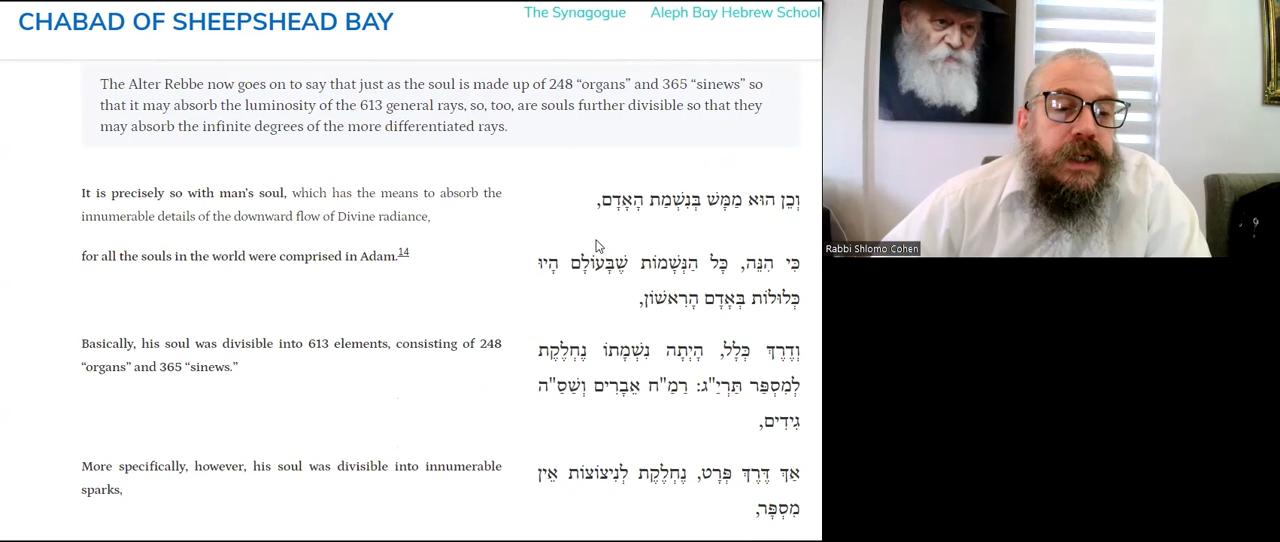 CHABAD OF SHEEPSHEAD BAY
The Synagogue
Aleph Bay Hebrew School
The Alter Rebbe now goes on to say that just as the soul is made up of 248 “organs” and 365 “sinews” so
that it may absorb the luminosity of the 613 general rays, so, too, are souls further divisible so that they
may absorb the infinite degrees of the more differentiated rays.
It is precisely so with man’s soul, which has the means to absorb the
innumerable details of the downward flow of Divine radiance,
וְכֵן הוּא מַמָּשׁ בְּנִשְׁמַת הָאָדָם,
for all the souls in the world were comprised in Adam.14
כִּי הִנֵּה, כָּל הַנְּשָׁמוֹת שֶׁבָּעוֹלָם הָיוּ
כְּלוּלוֹת בְּאָדָם הָרִאשׁוֹן,
Basically, his soul was divisible into 613 elements, consisting of 248
“organs” and 365 “sinews.”
וְדֶרֶךְ כְּלָל, הָיְתָה נִשְׁמָתוֹ נֶחְלֶקֶת
לְמִסְפַּר תַּרְיַ"ג: רַמַ"ח אֵבָרִים וְשַׁסַ"ה
גִּידִים,
More specifically, however, his soul was divisible into innumerable
sparks,
אַךְ דֶּרֶךְ פְּרָט, נֶחְלֶקֶת לְנִיצוֹצוֹת אֵין
מִסְפָּר,
Rabbi Shlomo Cohen